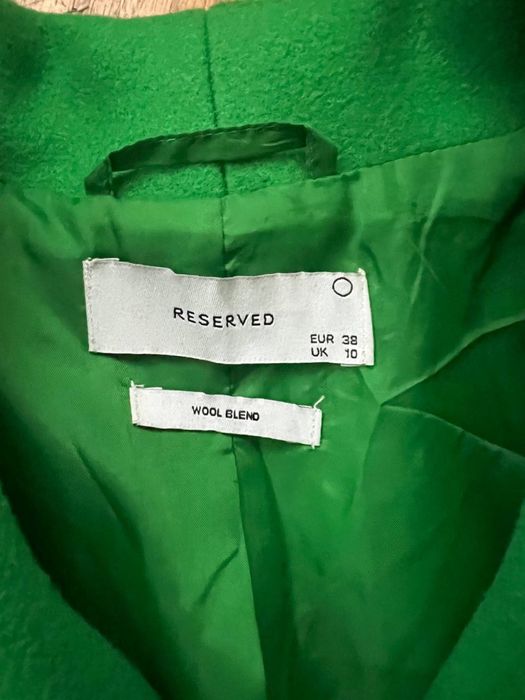 RESERVED
EUR 38
UK 10
WOOL BLEND